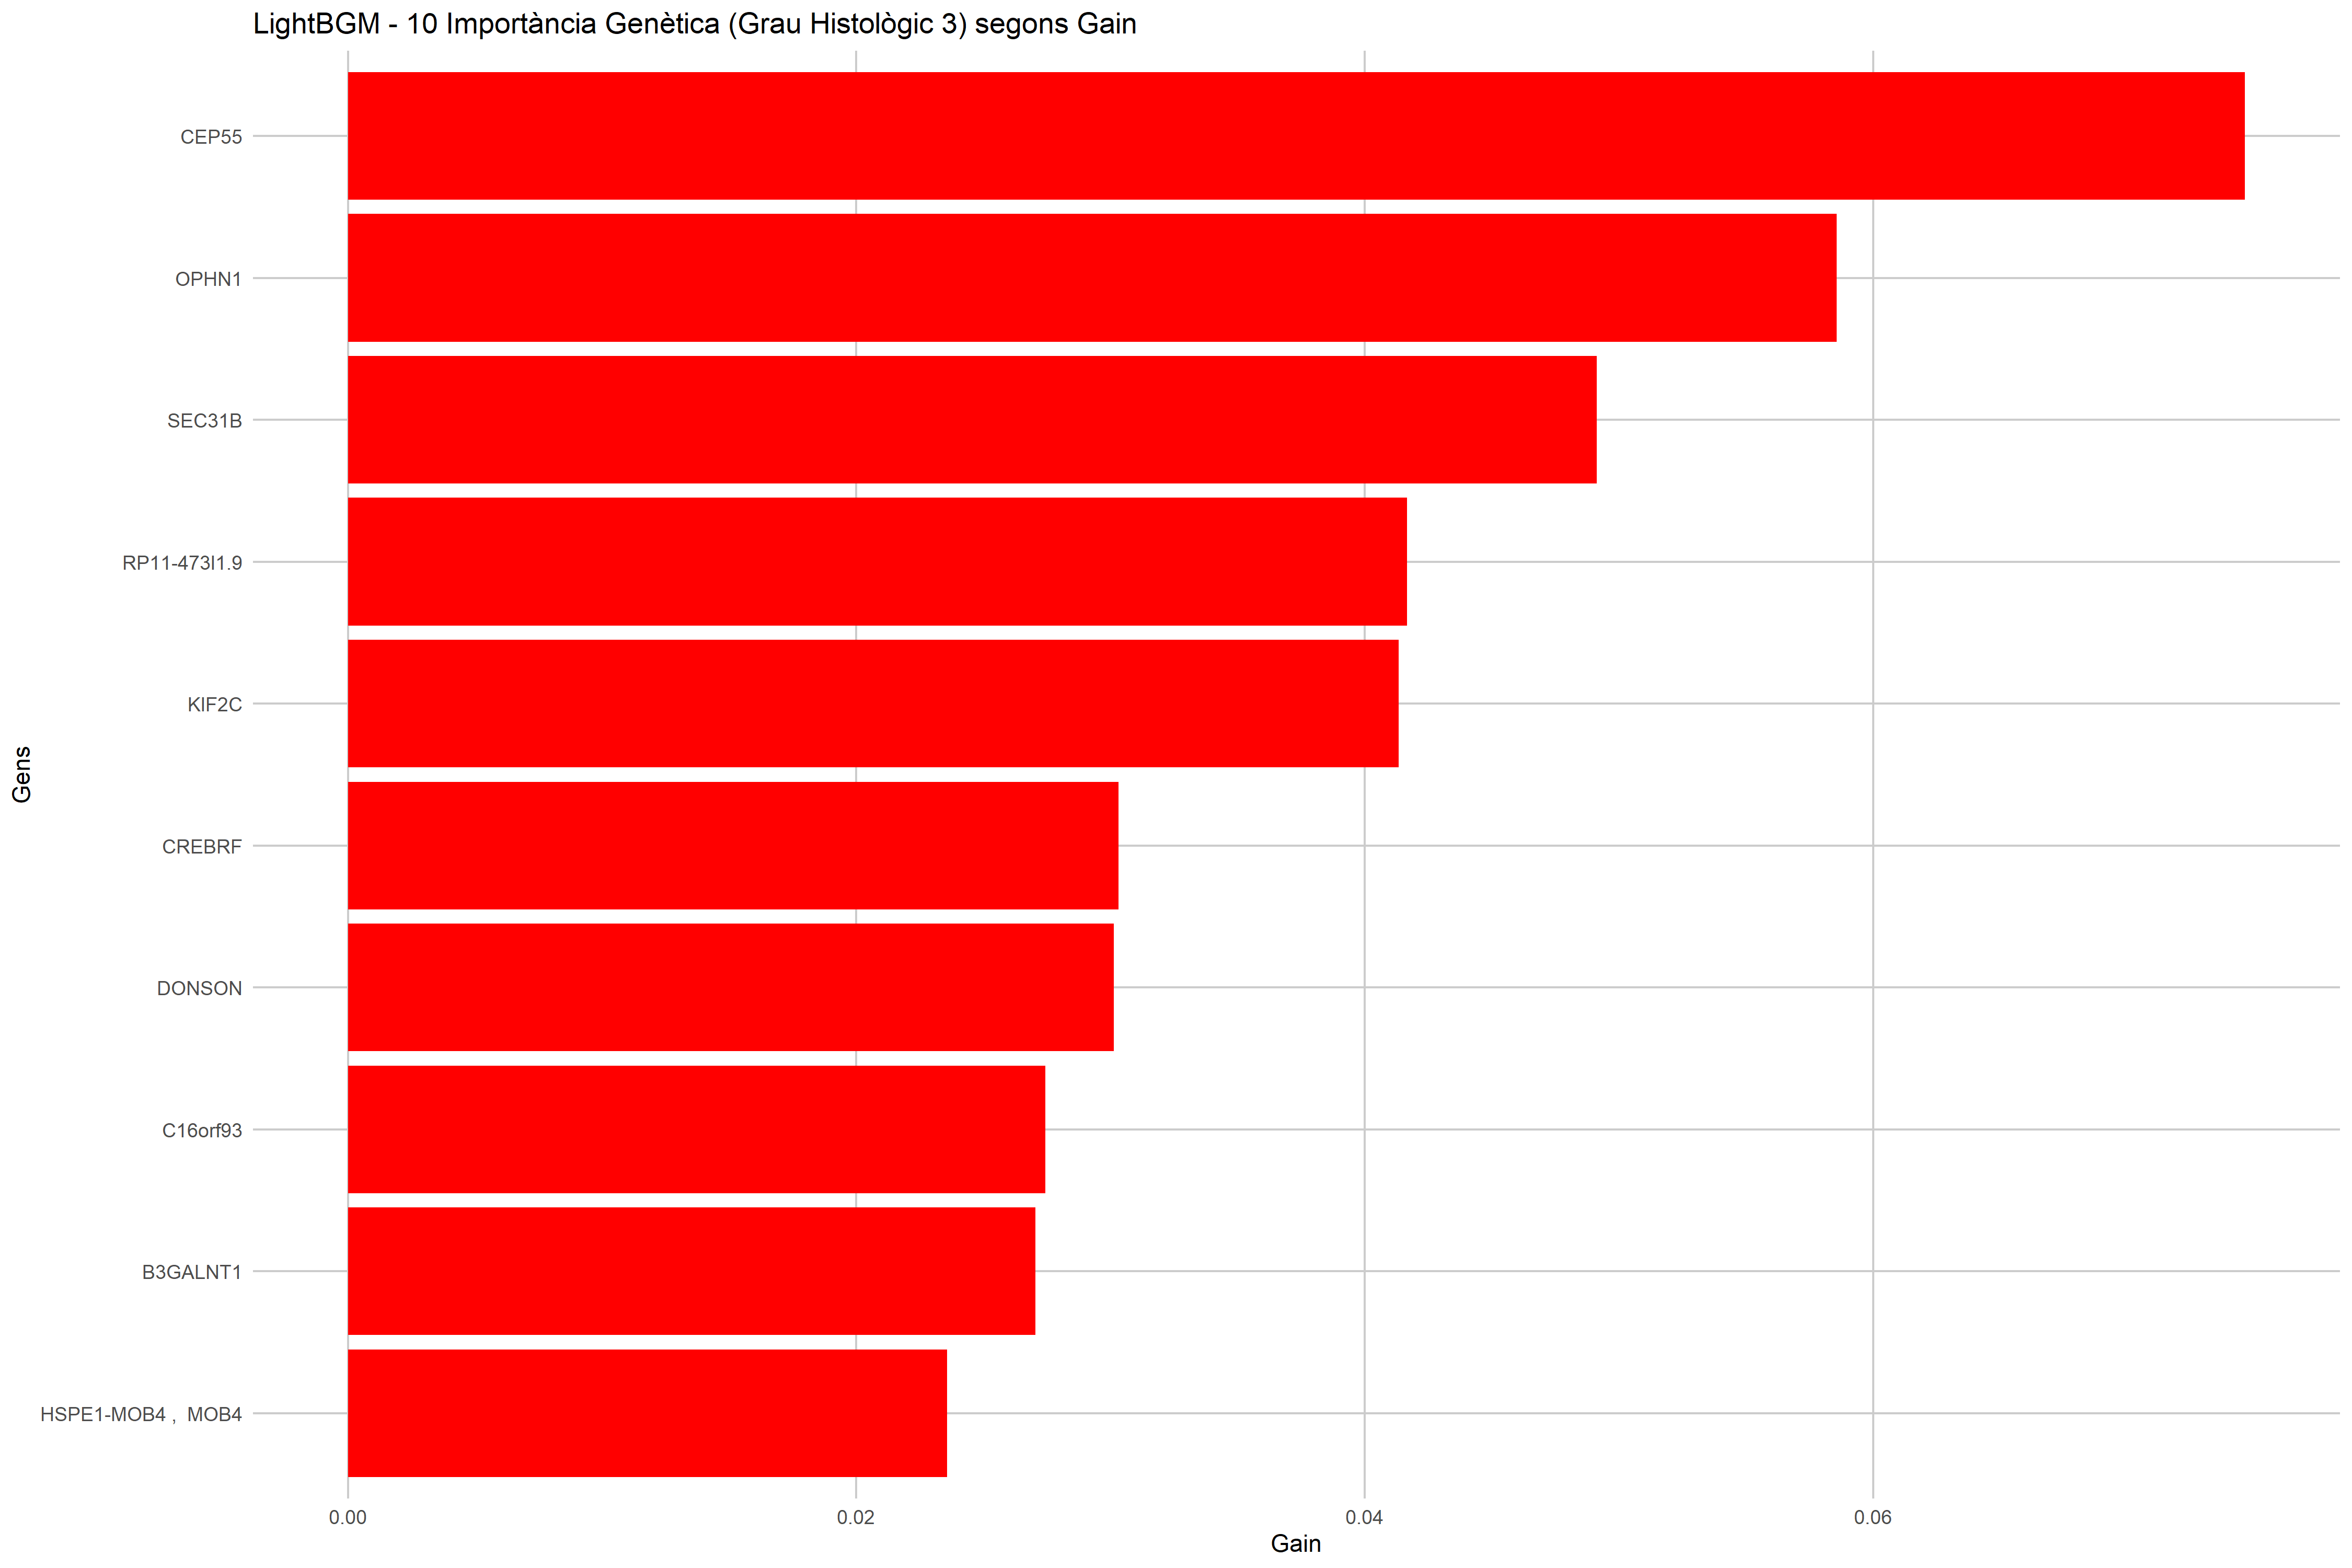 LightBGM - 10 Importància Genètica (Grau Histològic 3) segons Gain
CEP55
OPHN1
SEC31B
RP11-473I1.9
KIF2C
CREBRF
DONSON
C16orf93
B3GALNT1
HSPE1-MOB4 ,  MOB4
Gens
0.00 0.02 0.04 0.06
Gain